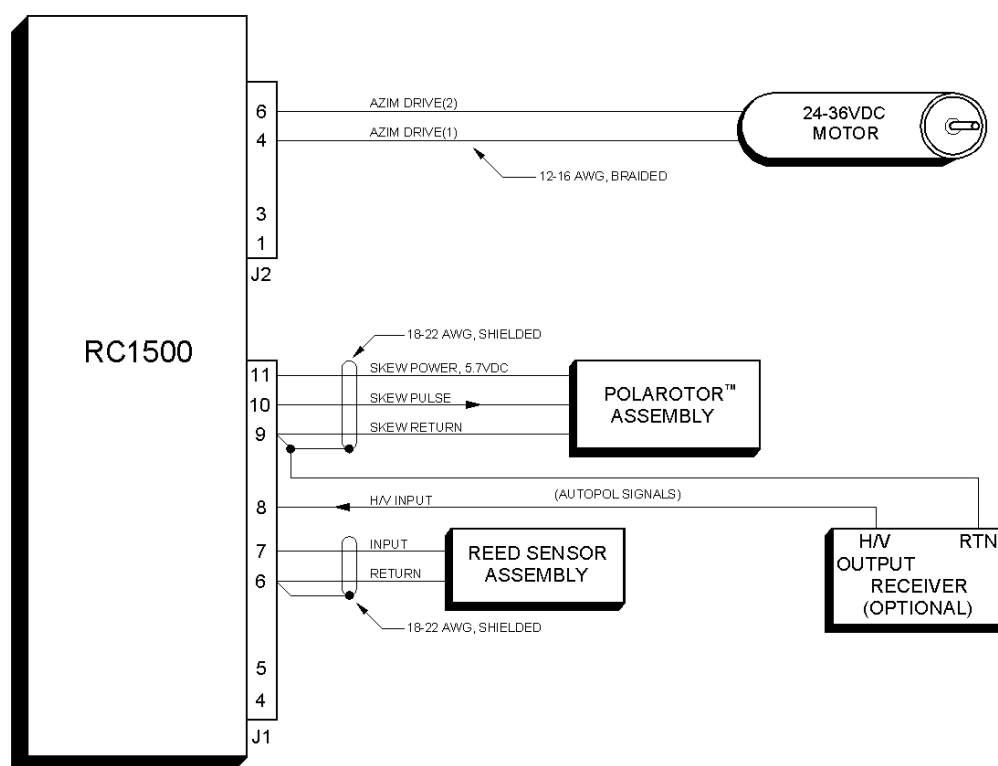 RC1500
6
AZIM DRIVE(2)
4
AZIM DRIVE(1)
24-36VDC
MOTOR
12-16 AWG, BRAIDED
3
1
J2
18-22 AWG, SHIELDED
11
SKEW POWER, 5.7VDC
10
SKEW PULSE
9
SKEW RETURN
POLAROTOR™
ASSEMBLY
8
H/V INPUT
(AUTOPOL SIGNALS)
7
INPUT
6
RETURN
REED SENSOR
ASSEMBLY
H/V
RTN
OUTPUT
RECEIVER
(OPTIONAL)
18-22 AWG, SHIELDED
5
4
J1